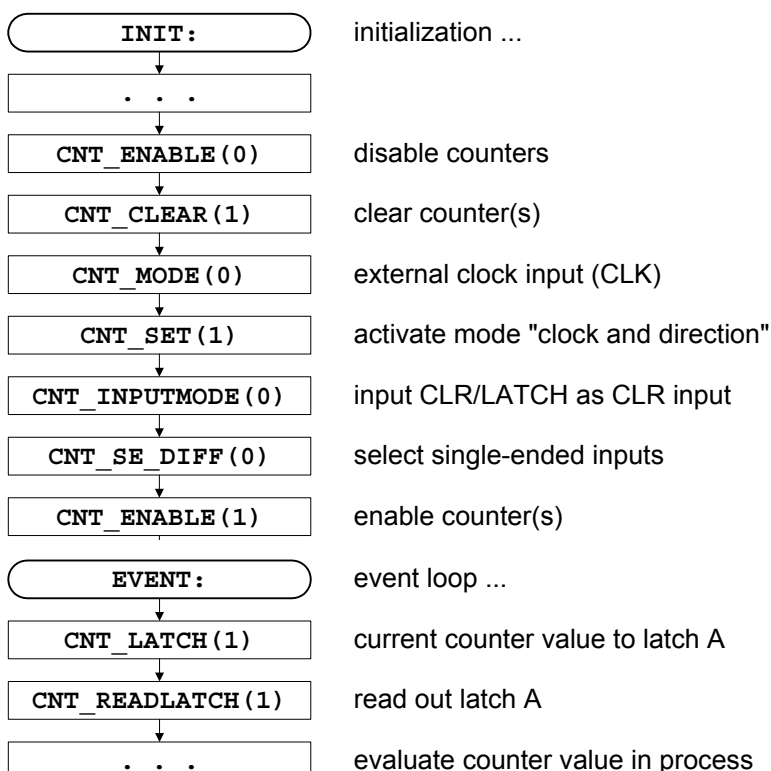 INIT: initialization ...
. . .
CNT_ENABLE(0) disable counters
CNT_CLEAR(1) clear counter(s)
CNT_MODE(0) external clock input (CLK)
CNT_SET(1) activate mode "clock and direction"
CNT_INPUTMODE(0) input CLR/LATCH as CLR input
CNT_SE_DIFF(0) select single-ended inputs
CNT_ENABLE(1) enable counter(s)
EVENT: event loop ...
CNT_LATCH(1) current counter value to latch A
CNT_READLATCH(1) read out latch A
. . . evaluate counter value in process